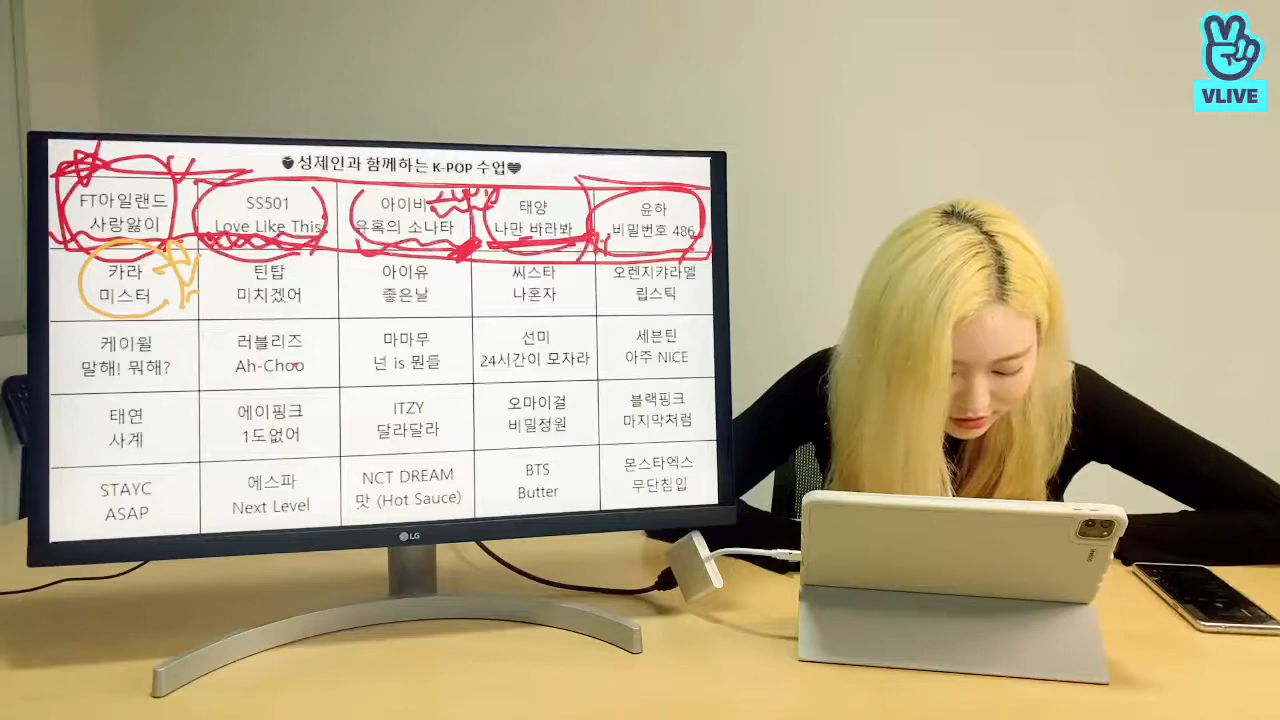 VLIVE
성제인과 함께하는 K-POP 수업
FT아일랜드
사랑앓이
SS501
Love Like This
아이비
유혹의 소나타
태양
나만 바라봐
윤하
비밀번호 486
카라
미스터
틴탑
미치겠어
아이유
좋은날
씨스타
나혼자
오렌지캬라멜
립스틱
케이윌
말해! 뭐해?
러블리즈
Ah-Choo
마마무
넌 is 뭔들
선미
24시간이 모자라
세븐틴
아주 NICE
태연
사계
에이핑크
1도없어
ITZY
달라달라
오마이걸
비밀정원
블랙핑크
마지막처럼
STAYC
ASAP
에스파
Next Level
NCT DREAM
맛 (Hot Sauce)
BTS
Butter
몬스타엑스
무단침입
LG